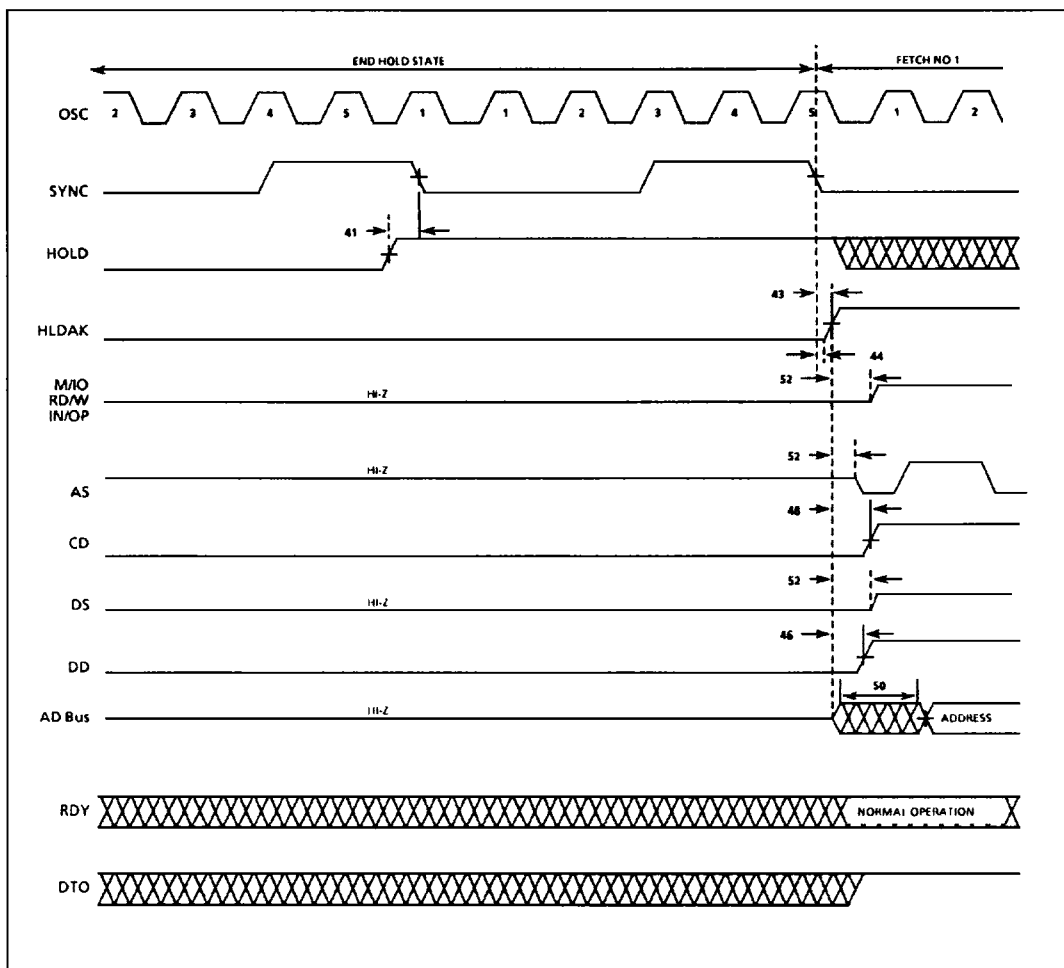 END HOLD STATE
FETCH NO 1
OSC
2 3 4 5 1 1 2 3 4 5 1 2
SYNC
41
HOLD
43
HLDAK
44
M/IO
RD/W
IN/OP
HI-Z
52
HI-Z
52
AS
48
CD
52
DS
HI-Z
46
DD
50
AD Bus
HI-Z
ADDRESS
RDY
NORMAL OPERATION
DTO